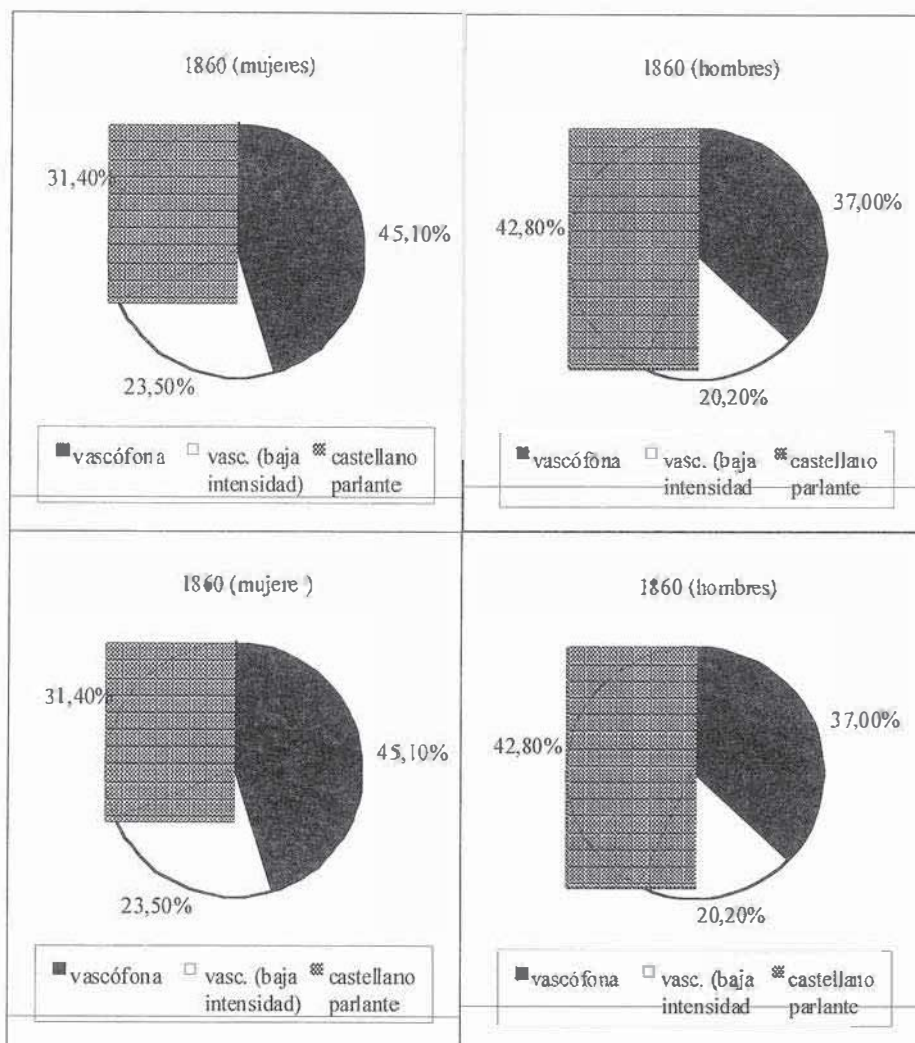 1860 (mujeres)
31,40%
45,10%
23,50%
vascófona vasc. (baja castellano
intensidad) parlante
1860 (hombres)
42,80%
37,00%
20,20%
vascófona vasc. (baja castellano
intensidad parlante
1860 (mujere )
31,40%
45,10%
23,50%
vascófona vasc. (baja castellano
intensidad) parlante
1860 (hombres)
42,80%
37,00%
20,20%
vascófona vasc. (baja castellano
intensidad parlante